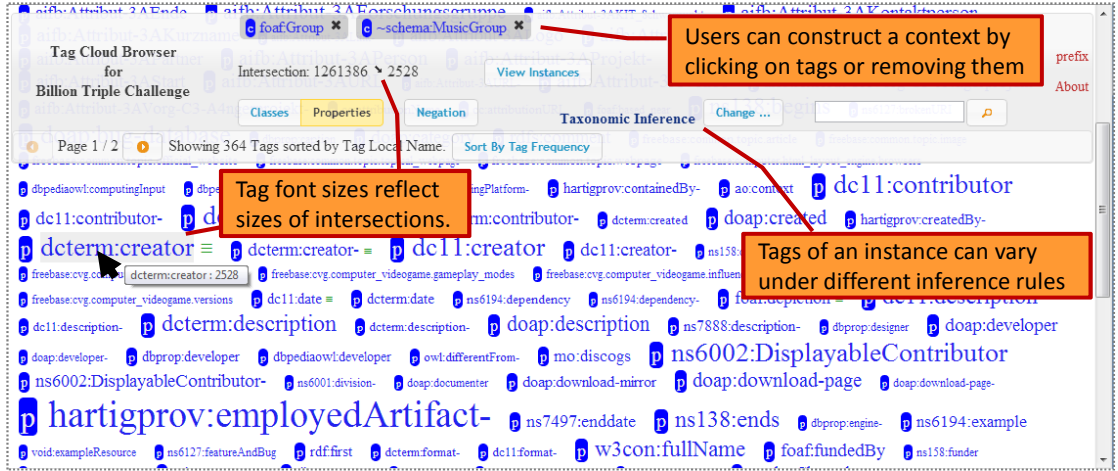 aifb:Attribut-3AEnde aifb:Attribut-3AForschungsgruppe aifb:Attribut-3AKontaktperson
c foaf:Group ✖ c ~schema:MusicGroup ✖
Users can construct a context by
clicking on tags or removing them
Tag Cloud Browser
for
Billion Triple Challenge
Intersection: 1261386 ➘ 2528
View Instances
prefix
About
Classes Properties Negation
Taxonomic Inference
Change ...
Page 1 / 2 Showing 364 Tags sorted by Tag Local Name. Sort By Tag Frequency
Tag font sizes reflect
sizes of intersections.
p dbpediaowl:computingInput p p hartigprov:containedBy- p ao:context p dc11:contributor
p dc11:contributor- p p dcterm:created p doap:created p hartigprov:createdBy-
p dcterm:creator ≡ p dcterm:creator- ≡ p dc11:creator p dc11:creator-
Tags of an instance can vary
under different inference rules
dcterm:creator : 2528
p freebase:cvg.computer_videogame.gameplay_modes
p freebase:cvg.computer_videogame.versions p dc11:date ≡ p dcterm:date p ns6194:dependency p ns6194:dependency-
p dc11:description- p dcterm:description p dcterm:description- p doap:description p ns7888:description- p dbprop:designer p doap:developer
p doap:developer- p dbprop:developer p dbpediaowl:developer p owl:differentFrom- p mo:discogs p ns6002:DisplayableContributor
p ns6002:DisplayableContributor- p ns6001:division- p doap:documenter p doap:download-mirror p doap:download-page p doap:download-page-
p hartigprov:employedArtifact- p ns7497:enddate p ns138:ends p dbprop:engine- p ns6194:example
p void:exampleResource p ns6127:featureAndBug p rdf:first p dcterm:format- p dc11:format- p w3con:fullName p foaf:fundedBy p ns158:funder